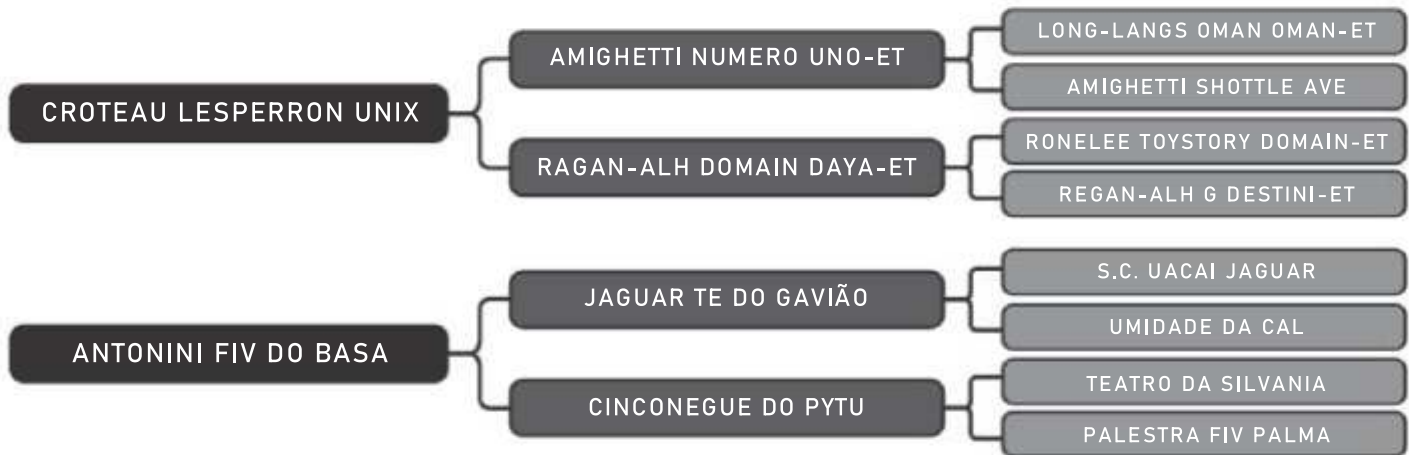 CROTEAU LESPERRON UNIX
AMIGHETTI NUMERO UNO-ET
LONG-LANGS OMAN OMAN-ET
AMIGHETTI SHOTTLE AVE
RAGAN-ALH DOMAIN DAYA-ET
RONELEE TOYSTORY DOMAIN-ET
REGAN-ALH G DESTINI-ET
ANTONINI FIV DO BASA
JAGUAR TE DO GAVIÃO
S.C. UACAI JAGUAR
UMIDADE DA CAL
CINCONEGUE DO PYTU
TEATRO DA SILVANIA
PALESTRA FIV PALMA